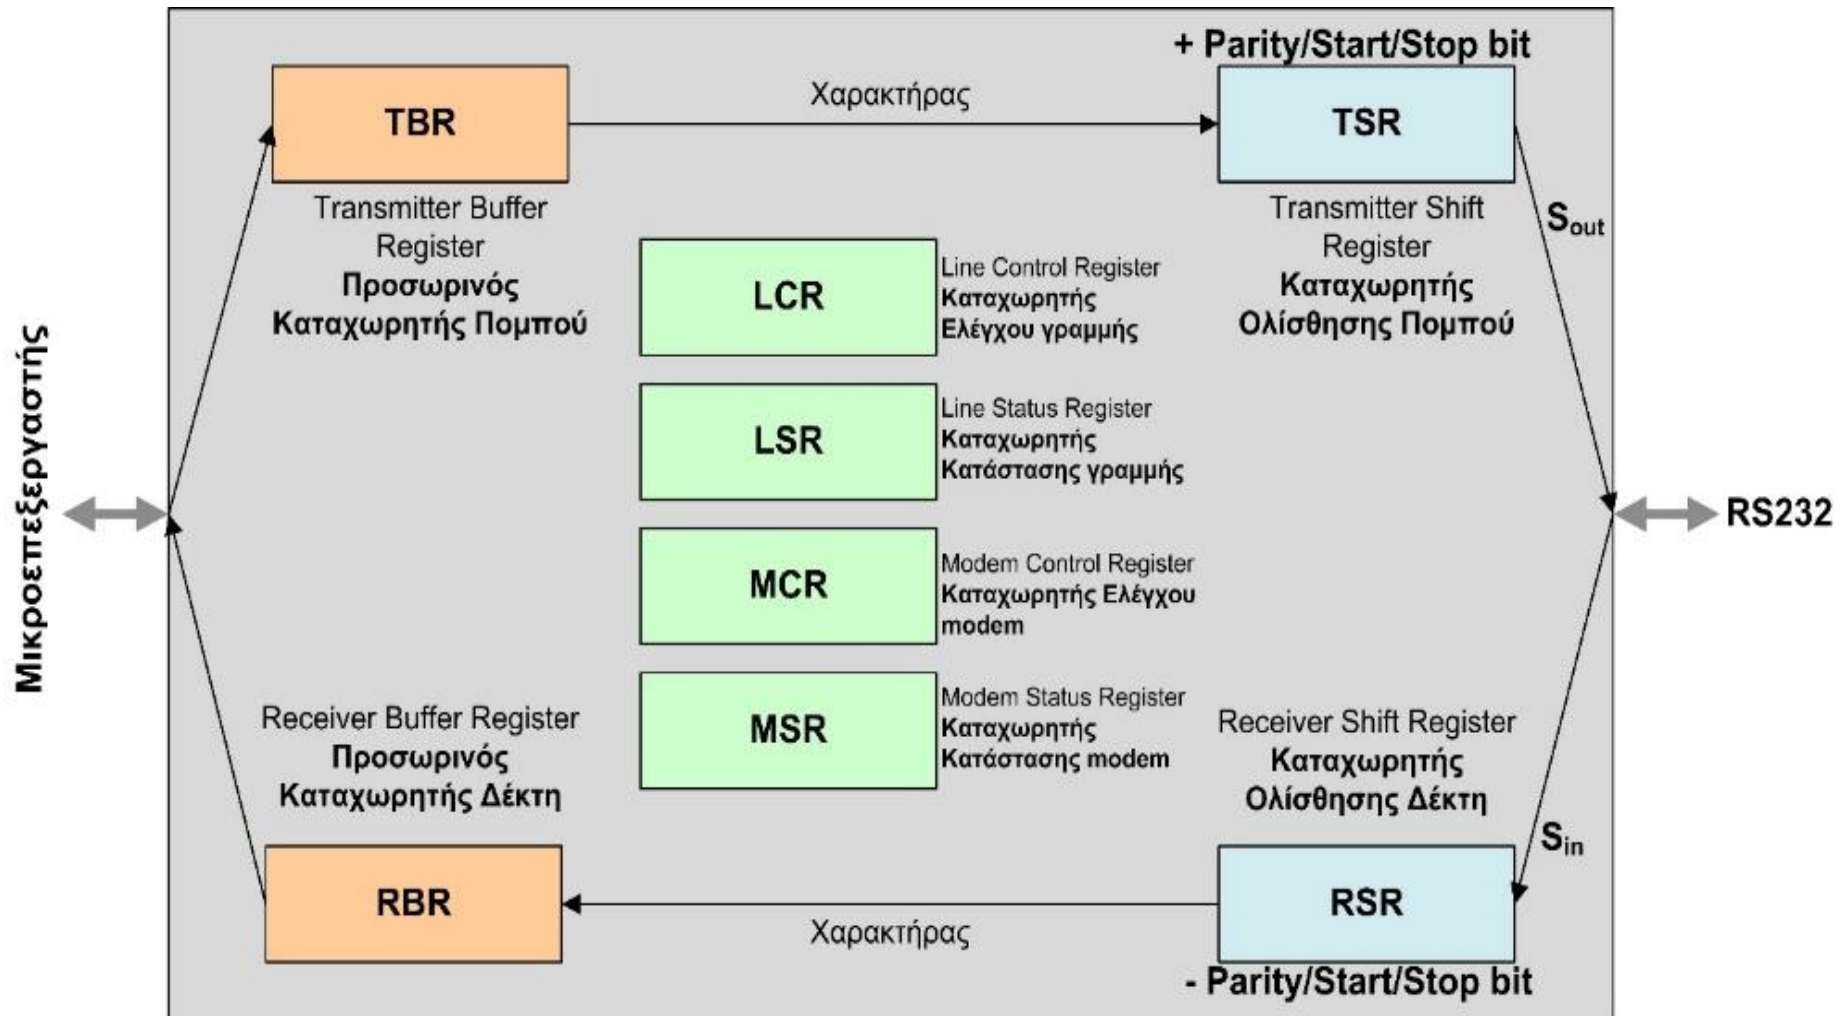 + Parity/Start/Stop bit
TBR
Χαρακτήρας
TSR
Transmitter Buffer
Register
Προσωρινός
Καταχωρητής Πομπού
Transmitter Shift
Register
Καταχωρητής
Ολίσθησης Πομπού
Sout
LCR
Line Control Register
Καταχωρητής
Ελέγχου γραμμής
LSR
Line Status Register
Καταχωρητής
Κατάστασης γραμμής
Μικροεπεξεργαστής
RS232
MCR
Modem Control Register
Καταχωρητής Ελέγχου
modem
MSR
Modem Status Register
Καταχωρητής
Κατάστασης modem
Receiver Buffer Register
Προσωρινός
Καταχωρητής Δέκτη
Receiver Shift Register
Καταχωρητής
Ολίσθησης Δέκτη
Sin
RBR
Χαρακτήρας
RSR
- Parity/Start/Stop bit